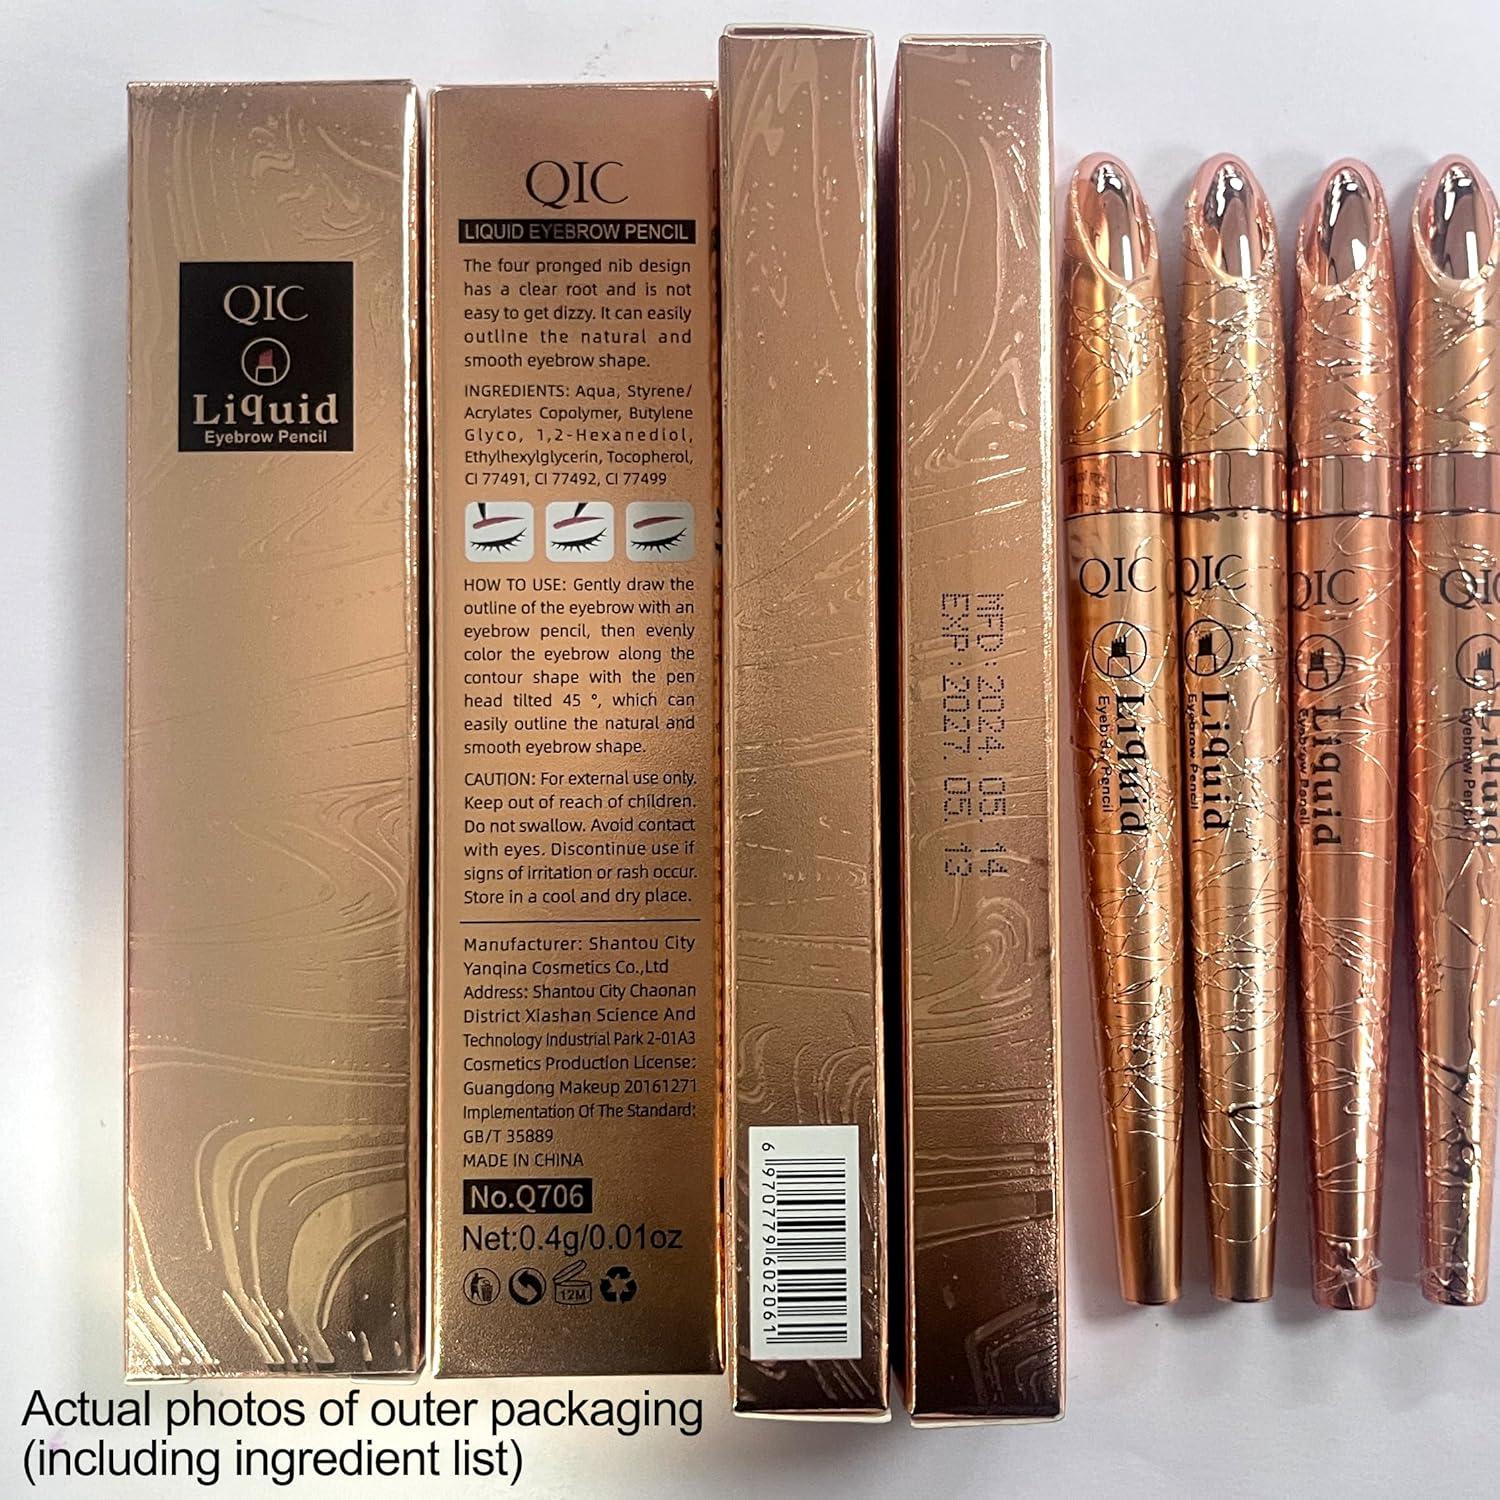 QIC
Liquid
Eyebrow Pencil
QIC
LIQUID EYEBROW PENCIL
The four pronged nib design
has a clear root and is not
easy to get dizzy. It can easily
outline the natural and
smooth eyebrow shape.
INGREDIENTS: Aqua, Styrene/
Acrylates Copolymer, Butylene
Glyco, 1,2-Hexanediol,
Ethylhexylglycerin, Tocopherol,
CI 77491, CI 77492, CI 77499
HOW TO USE: Gently draw the
outline of the eyebrow with an
eyebrow pencil, then evenly
color the eyebrow along the
contour shape with the pen
head tilted 45 °, which can
easily outline the natural and
smooth eyebrow shape.
CAUTION: For external use only.
Keep out of reach of children.
Do not swallow. Avoid contact
with eyes. Discontinue use if
signs of irritation or rash occur.
Store in a cool and dry place.
Manufacturer: Shantou City
Yanqina Cosmetics Co.,Ltd
Address: Shantou City Chaonan
District Xiashan Science And
Technology Industrial Park 2-01A3
Cosmetics Production License:
Guangdong Makeup 20161271
Implementation Of The Standard:
GB/T 35889
MADE IN CHINA
No.Q706
Net:0.4g/0.01oz
12M
6 970779 602061
MFD:2024. 05. 14
EXP:2027. 05. 13
QIC
Liquid
Eyebrow Pencil
QIC
Liquid
Eyebrow Pencil
QIC
Liquid
Eyebrow Pencil
QIC
Liquid
Eyebrow Pencil
Actual photos of outer packaging
(including ingredient list)